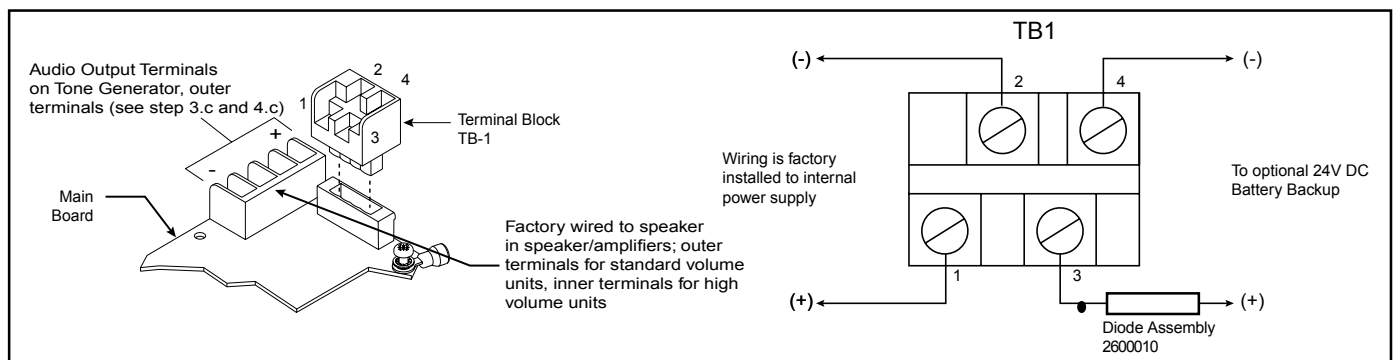 Audio Output Terminals
on Tone Generator, outer
terminals (see step 3.c and 4.c)
+
-
1
2
4
3
Terminal Block
TB-1
Main
Board
Factory wired to speaker
in speaker/amplifiers; outer
terminals for standard volume
units, inner terminals for high
volume units
TB1
(-)
(-)
2
4
Wiring is factory
installed to internal
power supply
To optional 24V DC
Battery Backup
1
3
(+)
(+)
Diode Assembly
2600010